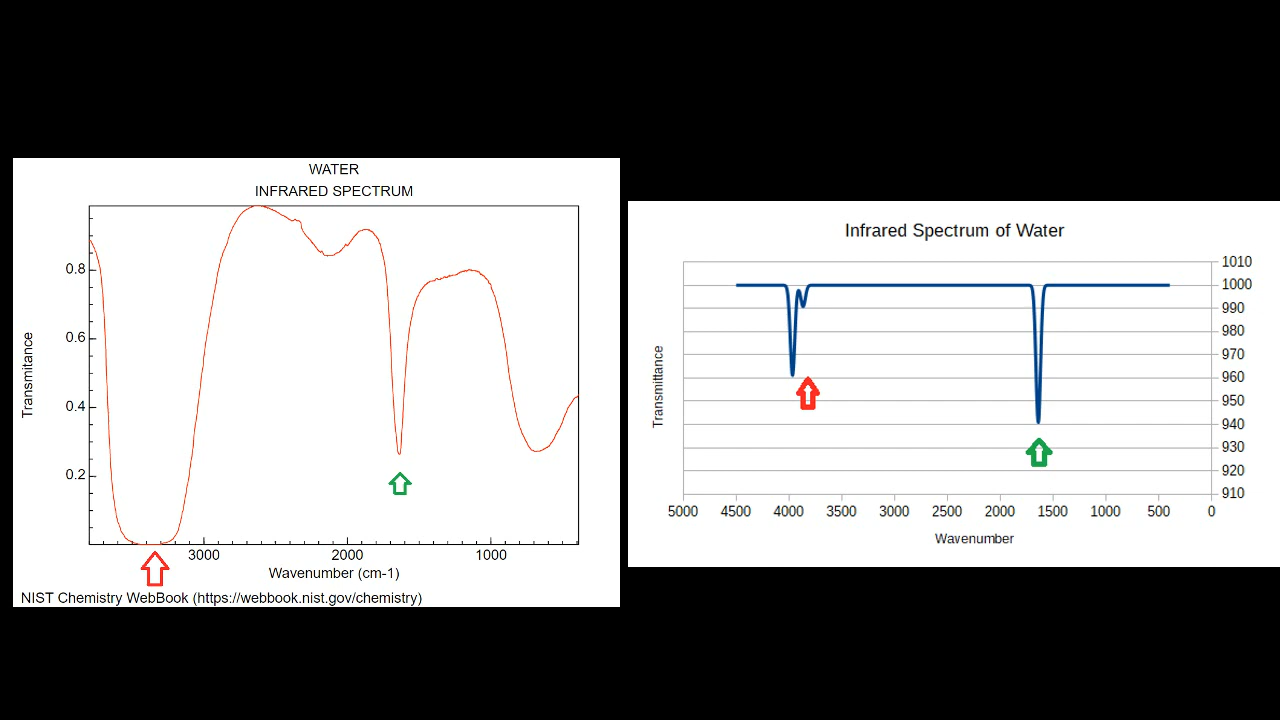 WATER
INFRARED SPECTRUM
0.8
0.6
0.4
0.2
Transmitance
3000 2000 1000
Wavenumber (cm-1)
NIST Chemistry WebBook (https://webbook.nist.gov/chemistry)
Infrared Spectrum of Water
1010
1000
990
980
970
960
950
940
930
920
910
Transmittance
5000 4500 4000 3500 3000 2500 2000 1500 1000 500 0
Wavenumber